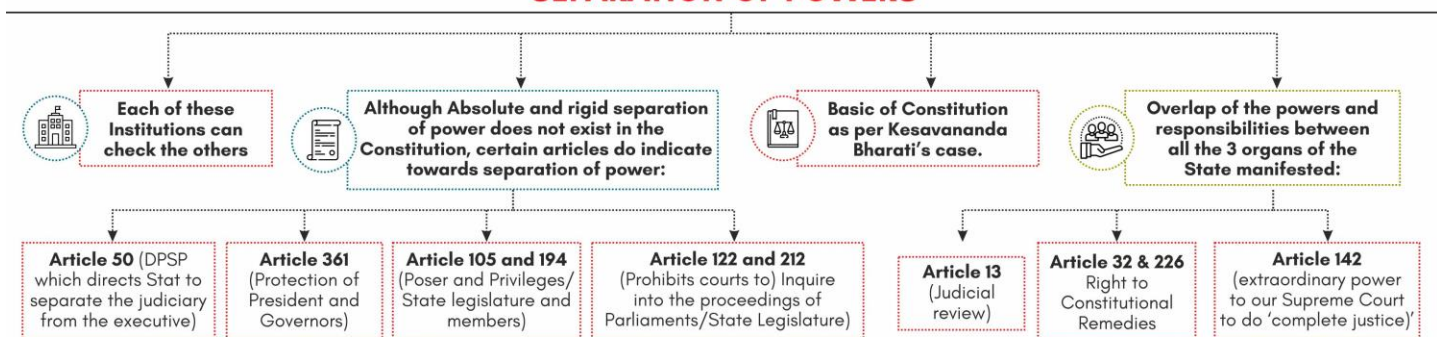 SEPARATION OF POWERS
Each of these
Institutions can
check the others
Although Absolute and rigid separation
of power does not exist in the
Constitution, certain articles do indicate
towards separation of power:
Basic of Constitution
as per Kesavananda
Bharati's case.
Overlap of the powers and
responsibilities between
all the 3 organs of the
State manifested:
Article 50 (DPSP
which directs Stat to
separate the judiciary
from the executive)
Article 361
(Protection of
President and
Governors)
Article 105 and 194
(Poser and Privileges/
State legislature and
members)
Article 122 and 212
(Prohibits courts to) Inquire
into the proceedings of
Parliaments/State Legislature)
Article 13
(Judicial
review)
Article 32 & 226
Right to
Constitutional
Remedies
Article 142
(extraordinary power
to our Supreme Court
to do 'complete justice)'